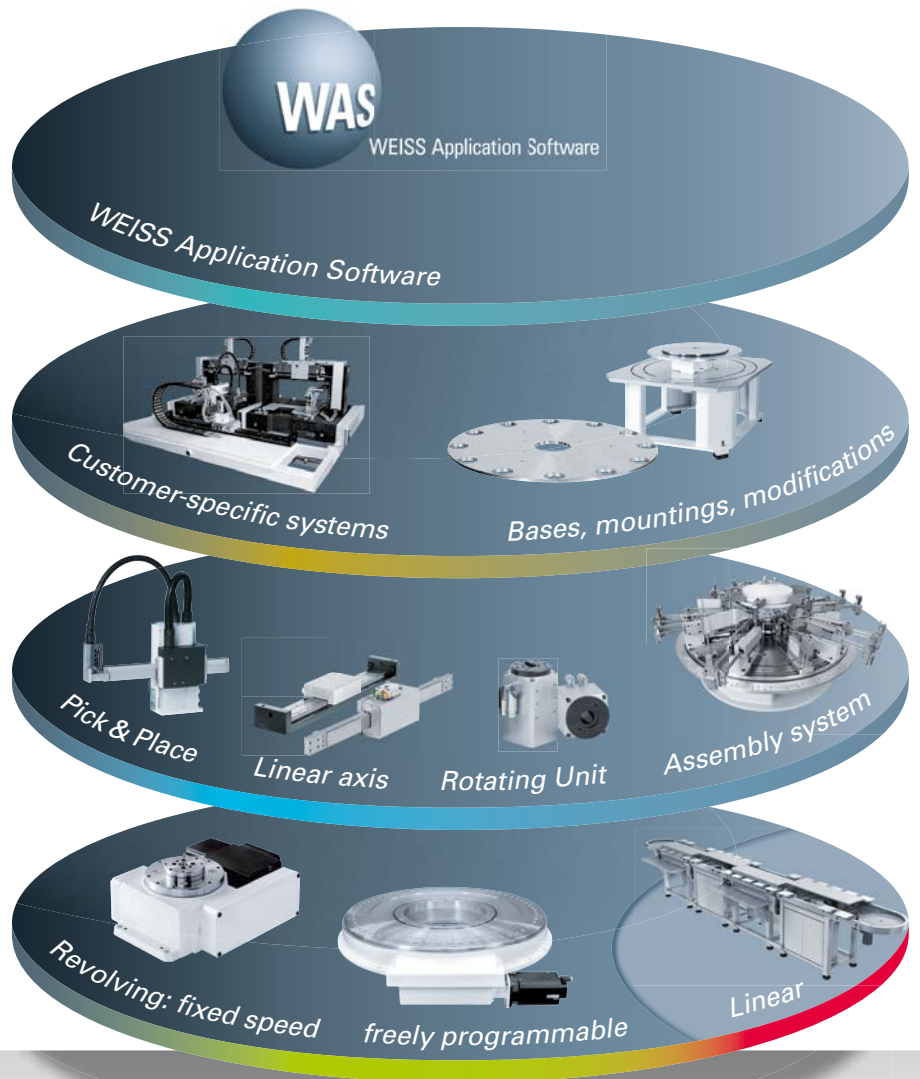 WAS
WEISS Application Software
WEISS Application Software
Customer-specific systems
Bases, mountings, modifications
Pick & Place
Linear axis
Rotating Unit
Assembly system
Revolving: fixed speed
freely programmable
Linear